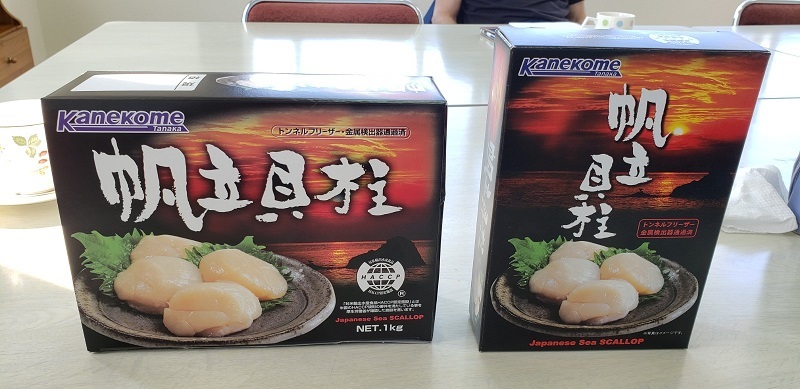 Kanekome
Tanaka
トンネルフリーザー・金属検出器通過済
帆立貝柱
HACCP
Japanese Sea SCALLOP
NET.1kg
Kanekome
Tanaka
帆立貝柱
トンネルフリーザー
金属検出器通過済
Japanese Sea SCALLOP